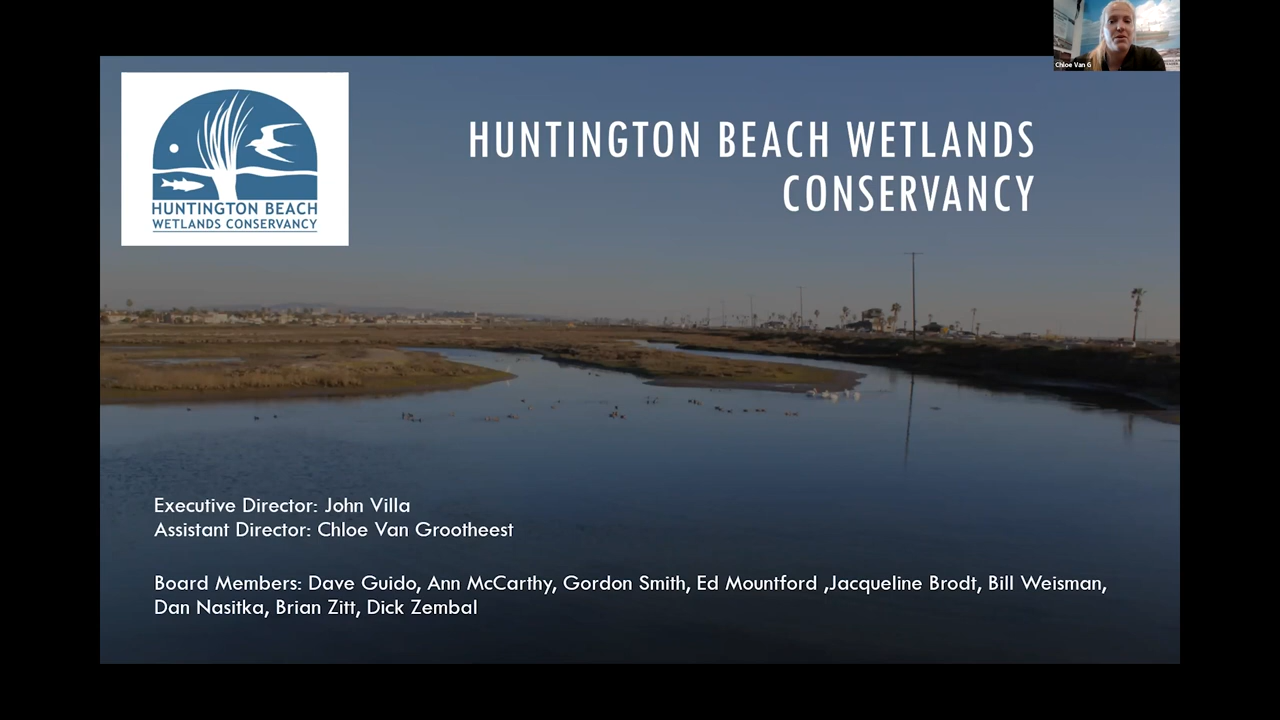 Chloe Van G
HUNTINGTON BEACH
WETLANDS CONSERVANCY
HUNTINGTON BEACH WETLANDS
CONSERVANCY
Executive Director: John Villa
Assistant Director: Chloe Van Grootheest
Board Members: Dave Guido, Ann McCarthy, Gordon Smith, Ed Mountford ,Jacqueline Brodt, Bill Weisman,
Dan Nasitka, Brian Zitt, Dick Zembal